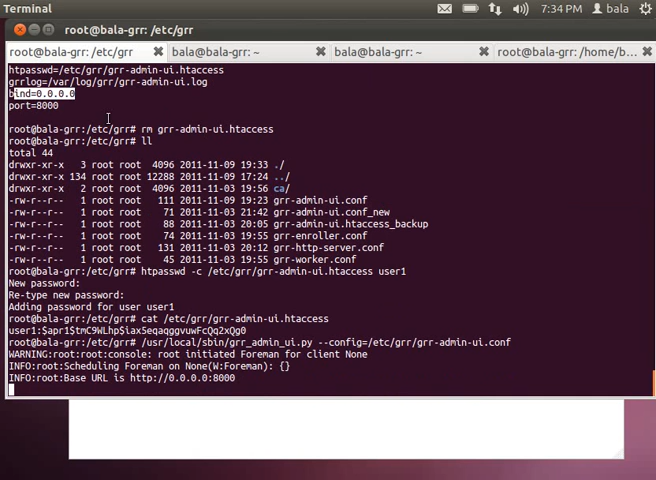 Terminal
7:34 PM
bala
root@bala-grr: /etc/grr
root@bala-grr: /etc/grr
bala@bala-grr: ~
bala@bala-grr: ~
root@bala-grr: /home/b...
htpasswd=/etc/grr/grr-admin-ui.htaccess
grrlog=/var/log/grr/grr-admin-ui.log
bind=0.0.0.0
port=8000
root@bala-grr:/etc/grr# rm grr-admin-ui.htaccess
root@bala-grr:/etc/grr# ll
total 44
drwxr-xr-x   3 root root  4096 2011-11-09 19:33 ./
drwxr-xr-x 134 root root 12288 2011-11-09 17:24 ../
drwxr-xr-x   2 root root  4096 2011-11-03 19:56 ca/
-rw-r--r--   1 root root   111 2011-11-09 19:23 grr-admin-ui.conf
-rw-r--r--   1 root root    71 2011-11-03 21:42 grr-admin-ui.conf_new
-rw-r--r--   1 root root    88 2011-11-03 20:05 grr-admin-ui.htaccess_backup
-rw-r--r--   1 root root    74 2011-11-03 19:55 grr-enroller.conf
-rw-r--r--   1 root root   131 2011-11-03 20:12 grr-http-server.conf
-rw-r--r--   1 root root    45 2011-11-03 19:55 grr-worker.conf
root@bala-grr:/etc/grr# htpasswd -c /etc/grr/grr-admin-ui.htaccess user1
New password:
Re-type new password:
Adding password for user user1
root@bala-grr:/etc/grr# cat /etc/grr/grr-admin-ui.htaccess
user1:$apr1$tmC9WLhp$iax5eqaqggvuwFcQq2xQg0
root@bala-grr:/etc/grr# /usr/local/sbin/grr_admin_ui.py --config=/etc/grr/grr-admin-ui.conf
WARNING:root:root:console: root initiated Foreman for client None
INFO:root:Scheduling Foreman on None(W:Foreman): {}
INFO:root:Base URL is http://0.0.0.0:8000